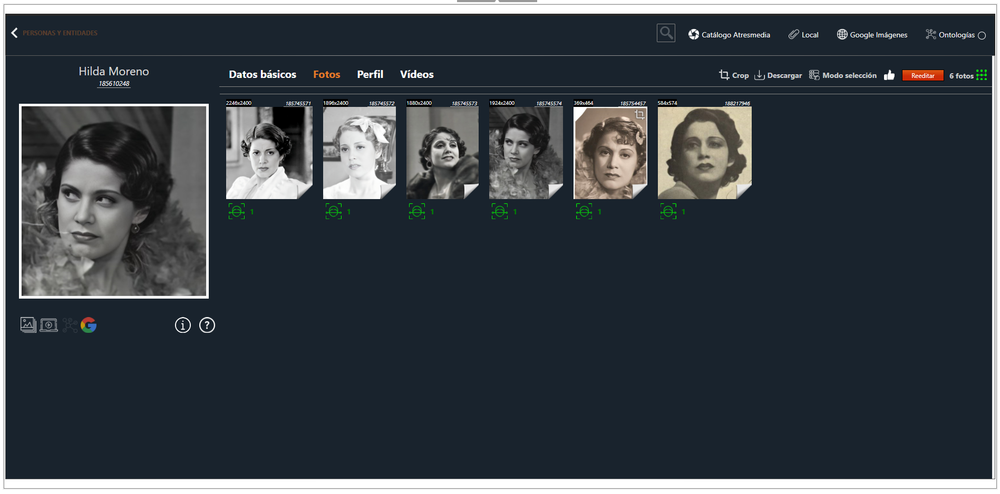 PERSONAS Y ENTIDADES
Catálogo Atresmedia Local Google Imágenes Ontologías
Hilda Moreno
185610248
Datos básicos Fotos Perfil Vídeos
Crop Descargar Modo selección Reeditar 6 fotos
2246x2400 185745571 1896x2400 185745572 1880x2400 185745573 1924x2400 185745574 369x464 185754457 584x574 188217946
1 1 1 1 1 1